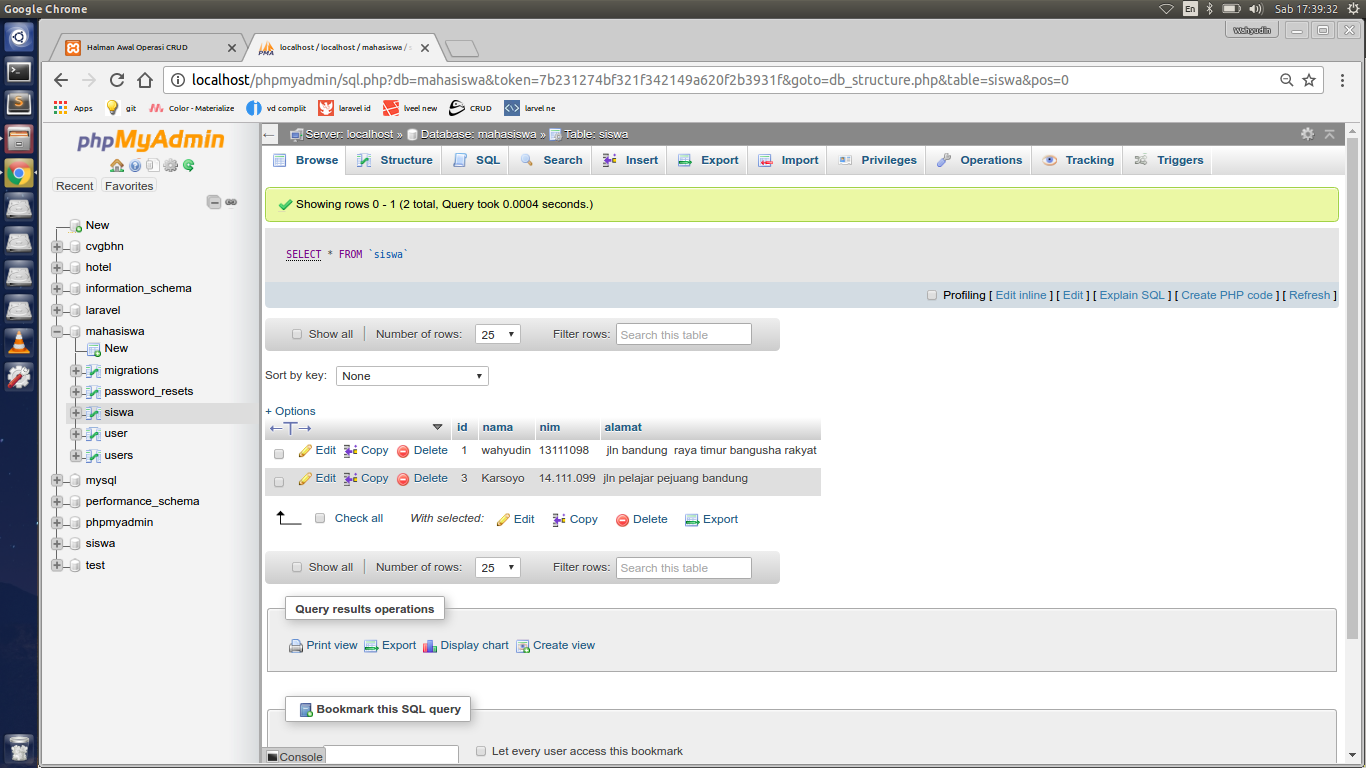 Google Chrome
En
Sab 17:39:32
Halman Awal Operasi CRUD
localhost / localhost / mahasiswa / s
Wahyudin
localhost/phpmyadmin/sql.php?db=mahasiswa&token=7b231274bf321f342149a620f2b3931f&goto=db_structure.php&table=siswa&pos=0
Apps git Color - Materialize vd complit laravel id lveel new CRUD larvel ne
phpMyAdmin
Recent Favorites
New
cvgbhn
hotel
information_schema
laravel
mahasiswa
New
migrations
password_resets
siswa
user
users
mysql
performance_schema
phpmyadmin
siswa
test
Server: localhost » Database: mahasiswa » Table: siswa
Browse Structure SQL Search Insert Export Import Privileges Operations Tracking Triggers
Showing rows 0 - 1 (2 total, Query took 0.0004 seconds.)
SELECT * FROM `siswa`
Profiling [ Edit inline ] [ Edit ] [ Explain SQL ] [ Create PHP code ] [ Refresh ]
Show all | Number of rows: 25 Filter rows: Search this table
Sort by key: None
+ Options
←T→ id nama nim alamat
Edit Copy Delete 1 wahyudin 13111098 jln bandung raya timur bangusha rakyat
Edit Copy Delete 3 Karsoyo 14.111.099 jln pelajar pejuang bandung
Check all With selected: Edit Copy Delete Export
Show all | Number of rows: 25 Filter rows: Search this table
Query results operations
Print view Export Display chart Create view
Bookmark this SQL query
Console
Let every user access this bookmark